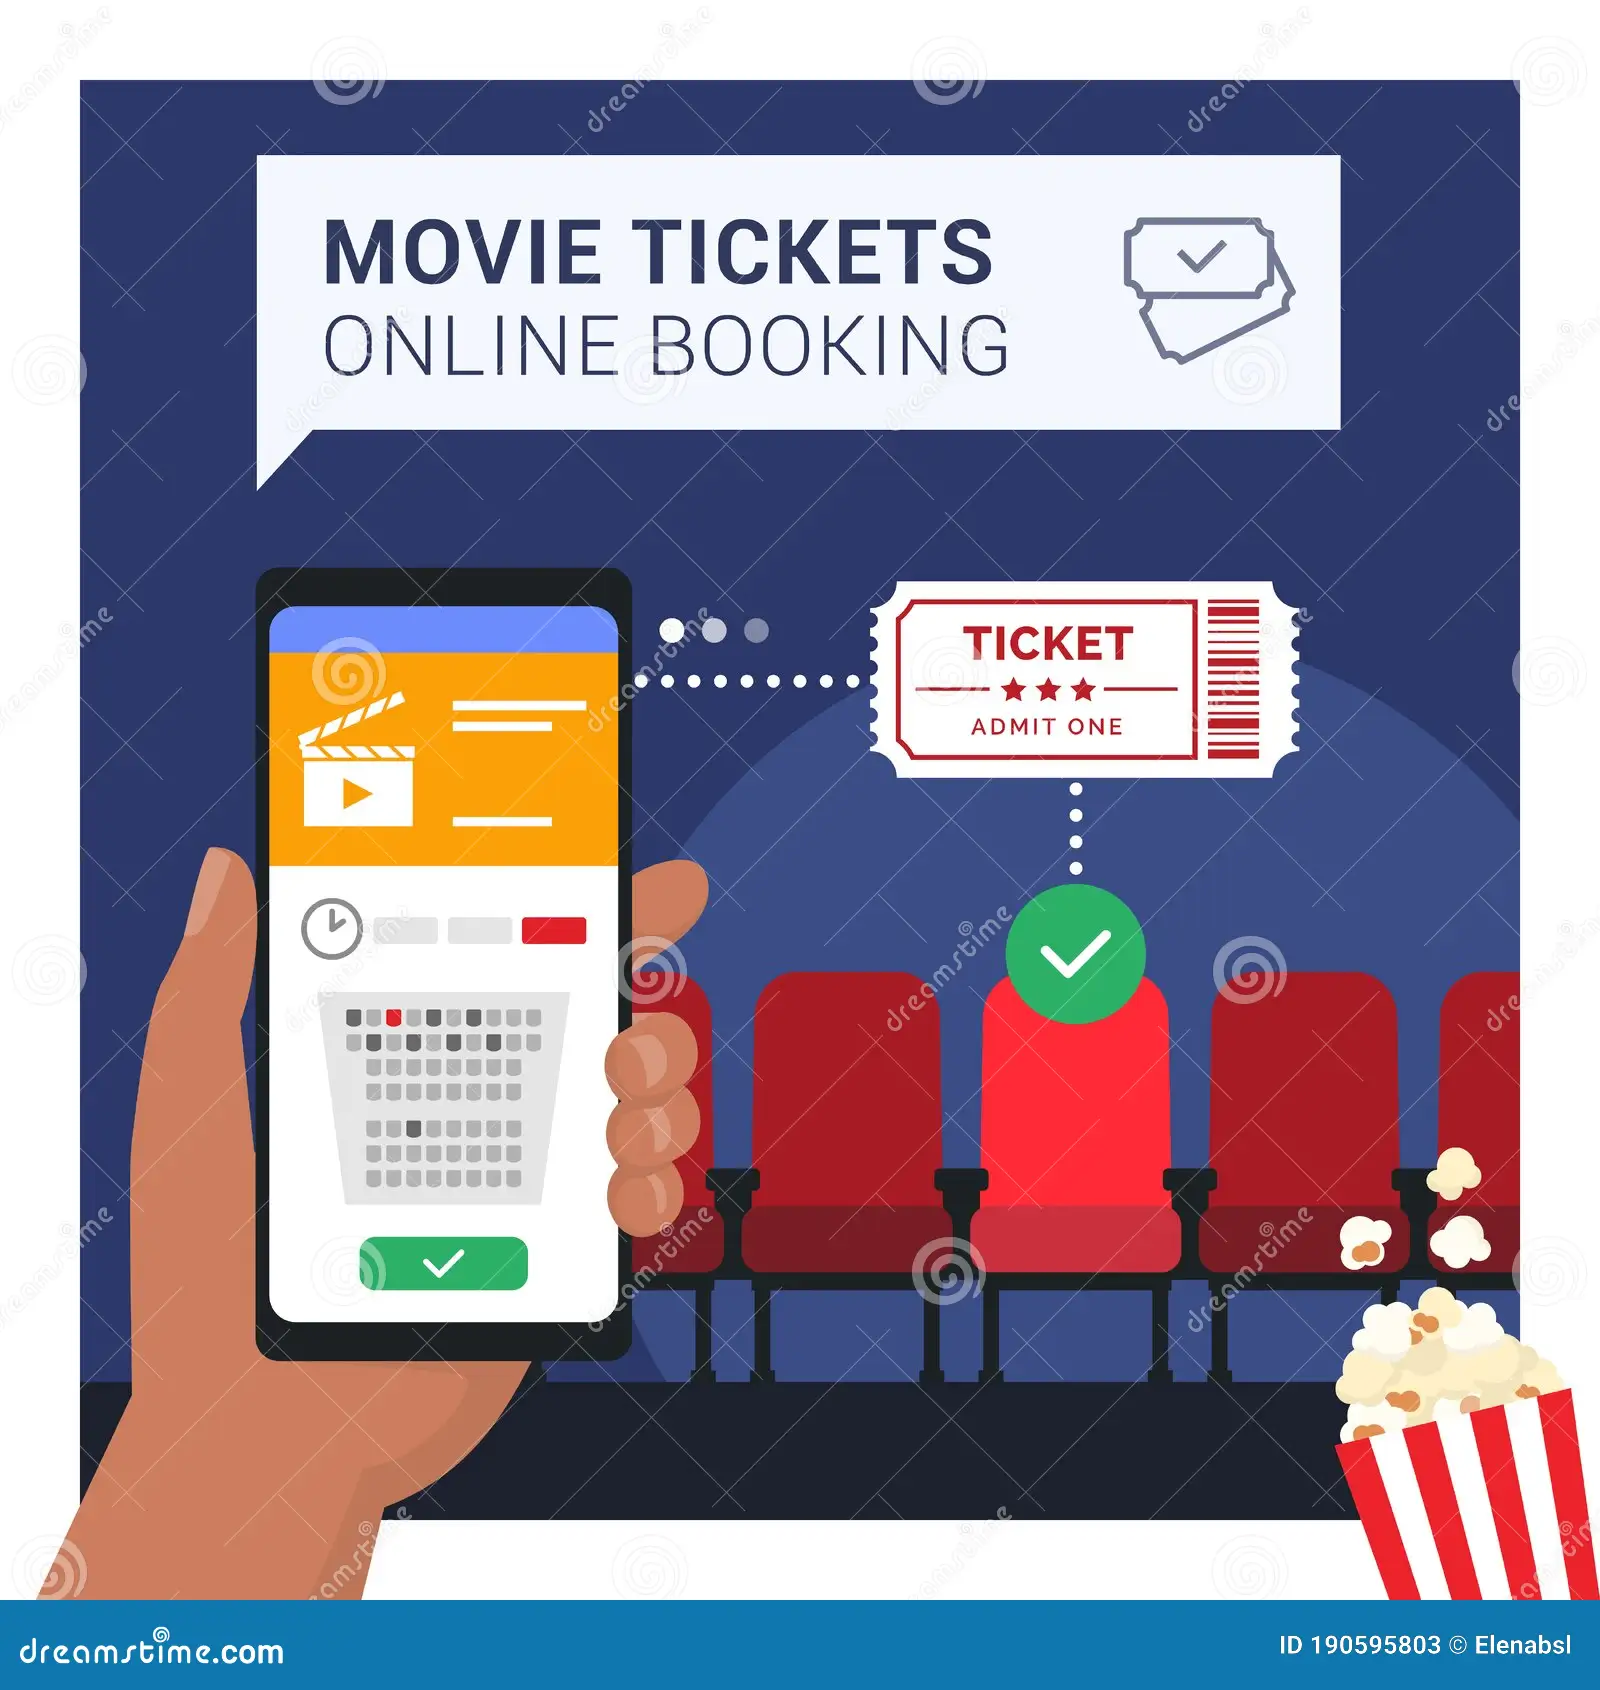 MOVIE TICKETS
ONLINE BOOKING
TICKET
ADMIT ONE
dreamstime.com
ID 190595803 © Elenabsl